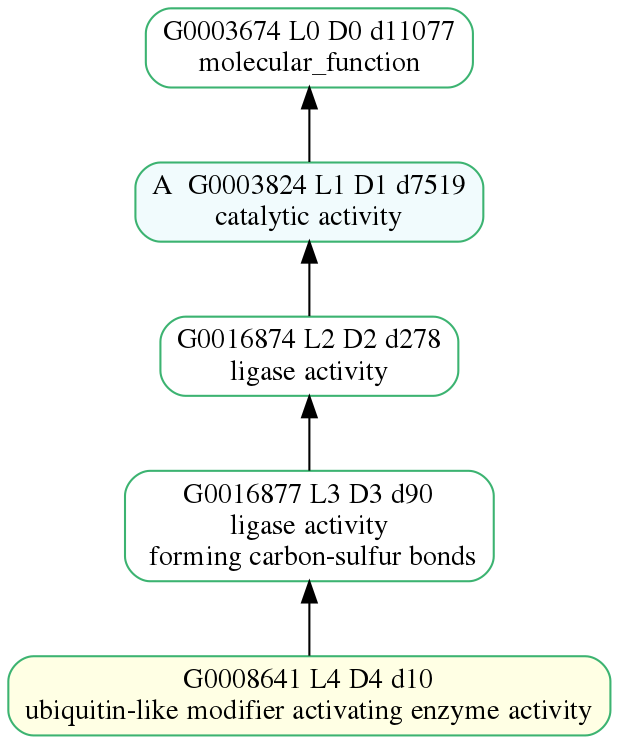 G0003674 L0 D0 d11077
molecular_function
A  G0003824 L1 D1 d7519
catalytic activity
G0016874 L2 D2 d278
ligase activity
G0016877 L3 D3 d90
ligase activity
forming carbon-sulfur bonds
G0008641 L4 D4 d10
ubiquitin-like modifier activating enzyme activity